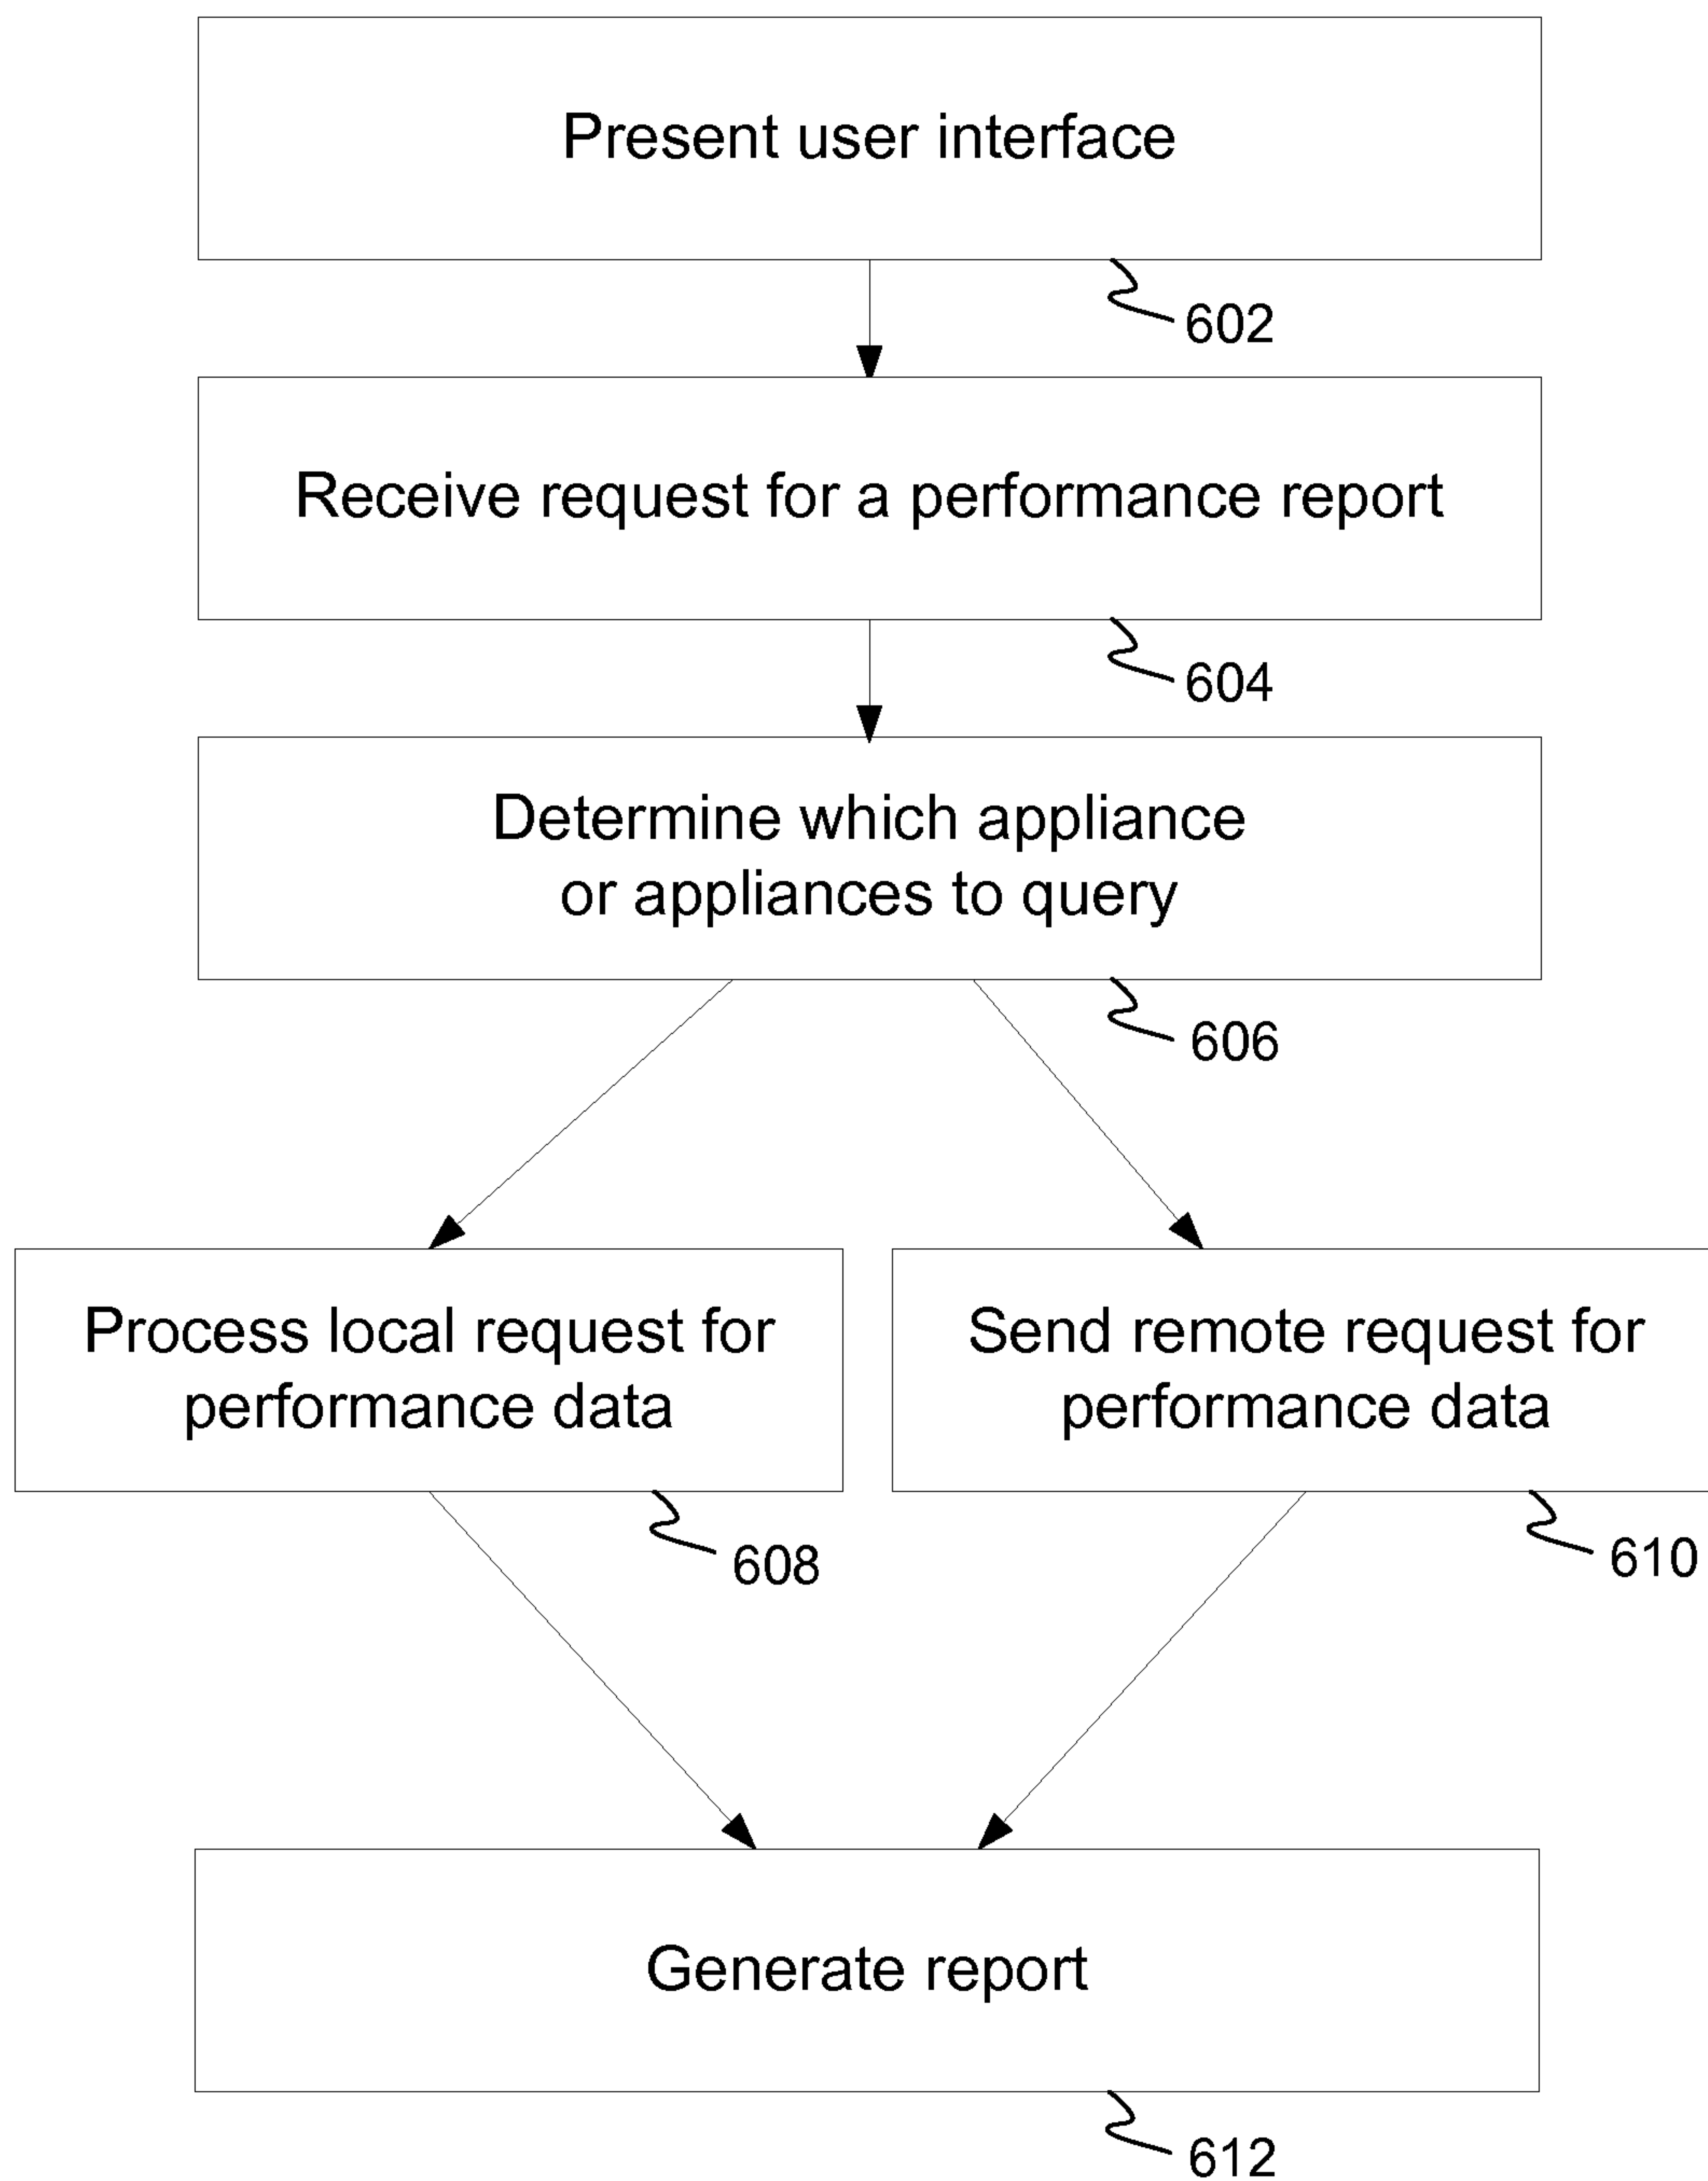 Present user interface
602
Receive request for a performance report
604
Determine which appliance
or appliances to query
606
Process local request for
performance data
608
Send remote request for
performance data
610
Generate report
612